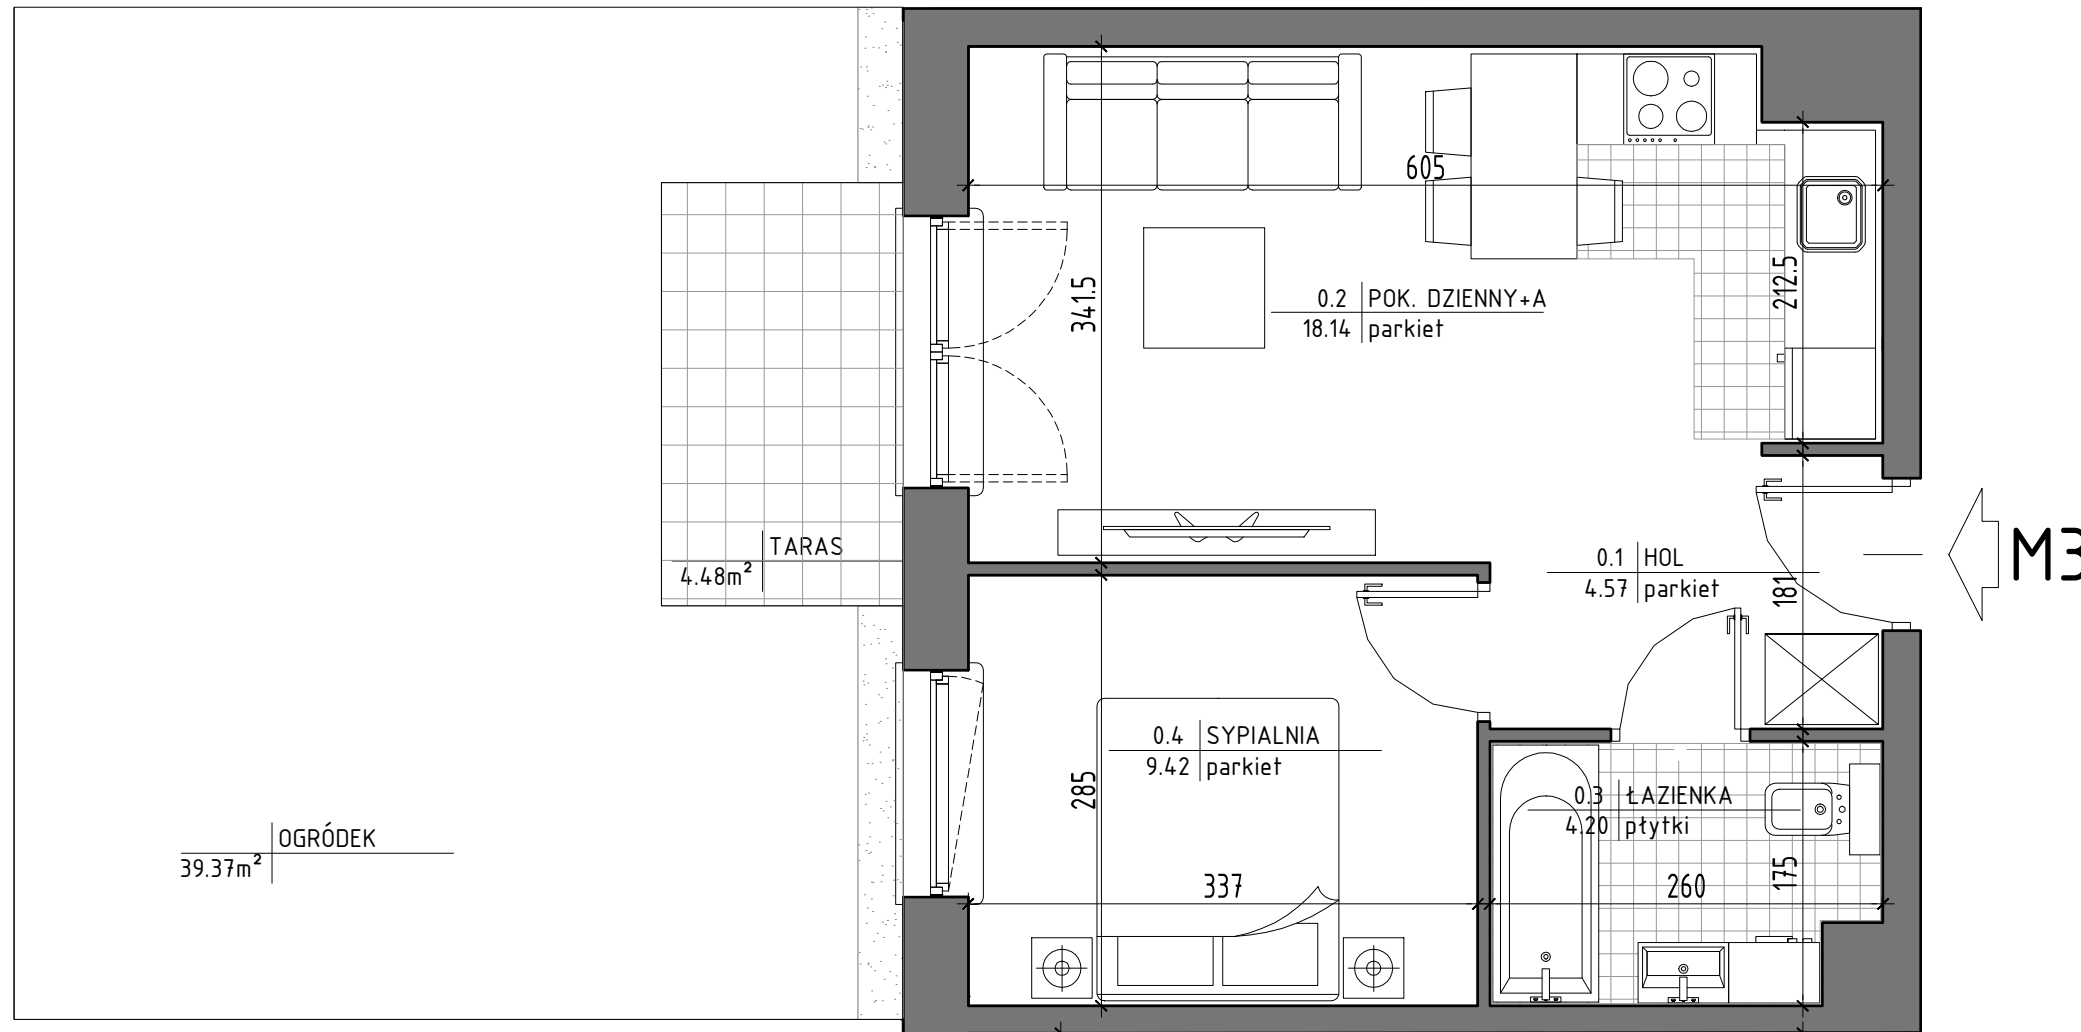 605
341.5
212.5
0.2 POK. DZIENNY+A
18.14 parkiet
TARAS
4.48m²
0.1 HOL
4.57 parkiet
181
M3
0.4 SYPIALNIA
9.42 parkiet
285
0.3 ŁAZIENKA
4.20 płytki
175
OGRÓDEK
39.37m²
337
260